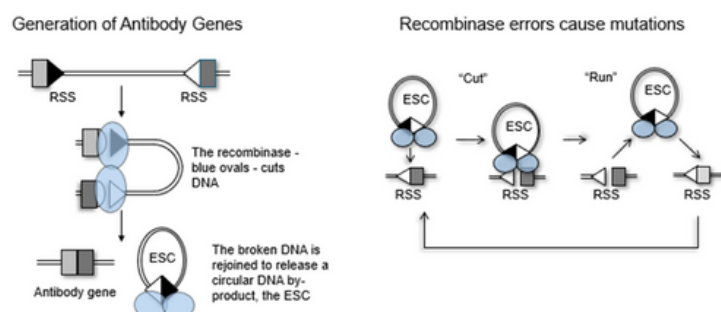 Generation of Antibody Genes
RSS
RSS
The recombinase -
blue ovals - cuts
DNA
ESC
Antibody gene
The broken DNA is
rejoined to release a
circular DNA by-
product, the ESC
Recombinase errors cause mutations
ESC
"Cut"
ESC
"Run"
ESC
RSS
RSS
RSS
RSS